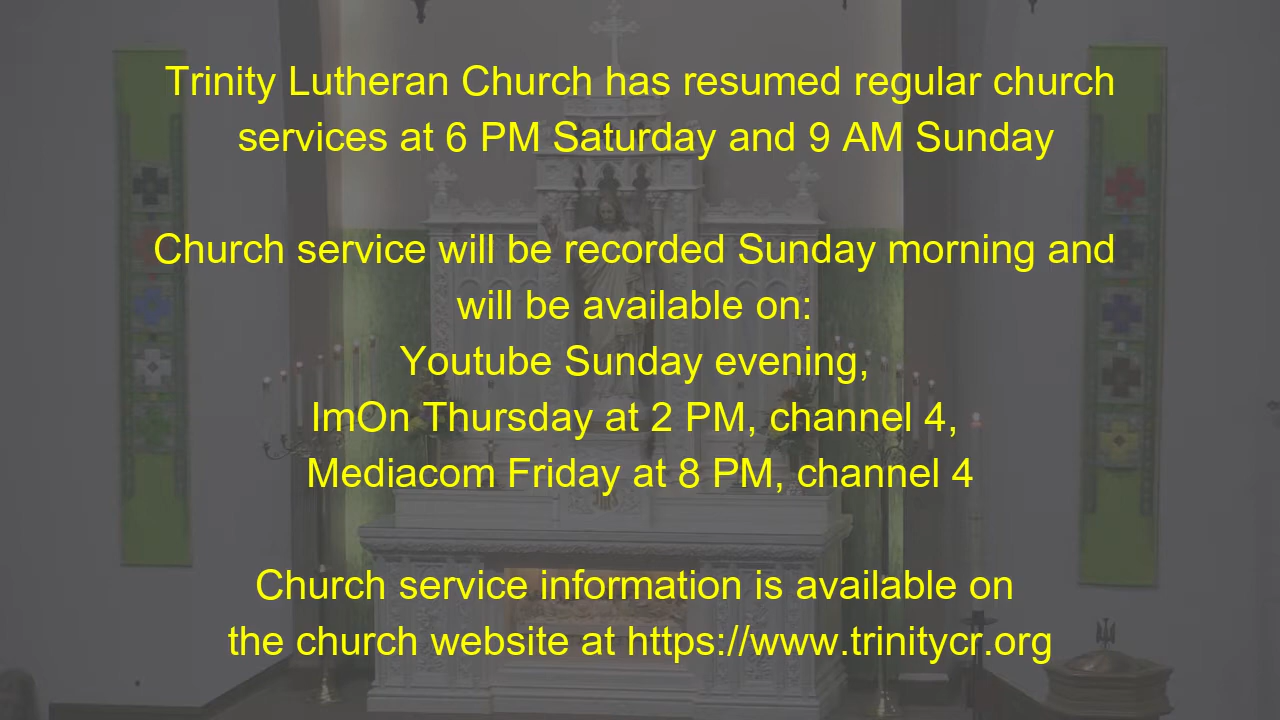 Trinity Lutheran Church has resumed regular church
services at 6 PM Saturday and 9 AM Sunday
Church service will be recorded Sunday morning and
will be available on:
Youtube Sunday evening,
ImOn Thursday at 2 PM, channel 4,
Mediacom Friday at 8 PM, channel 4
Church service information is available on
the church website at https://www.trinitycr.org